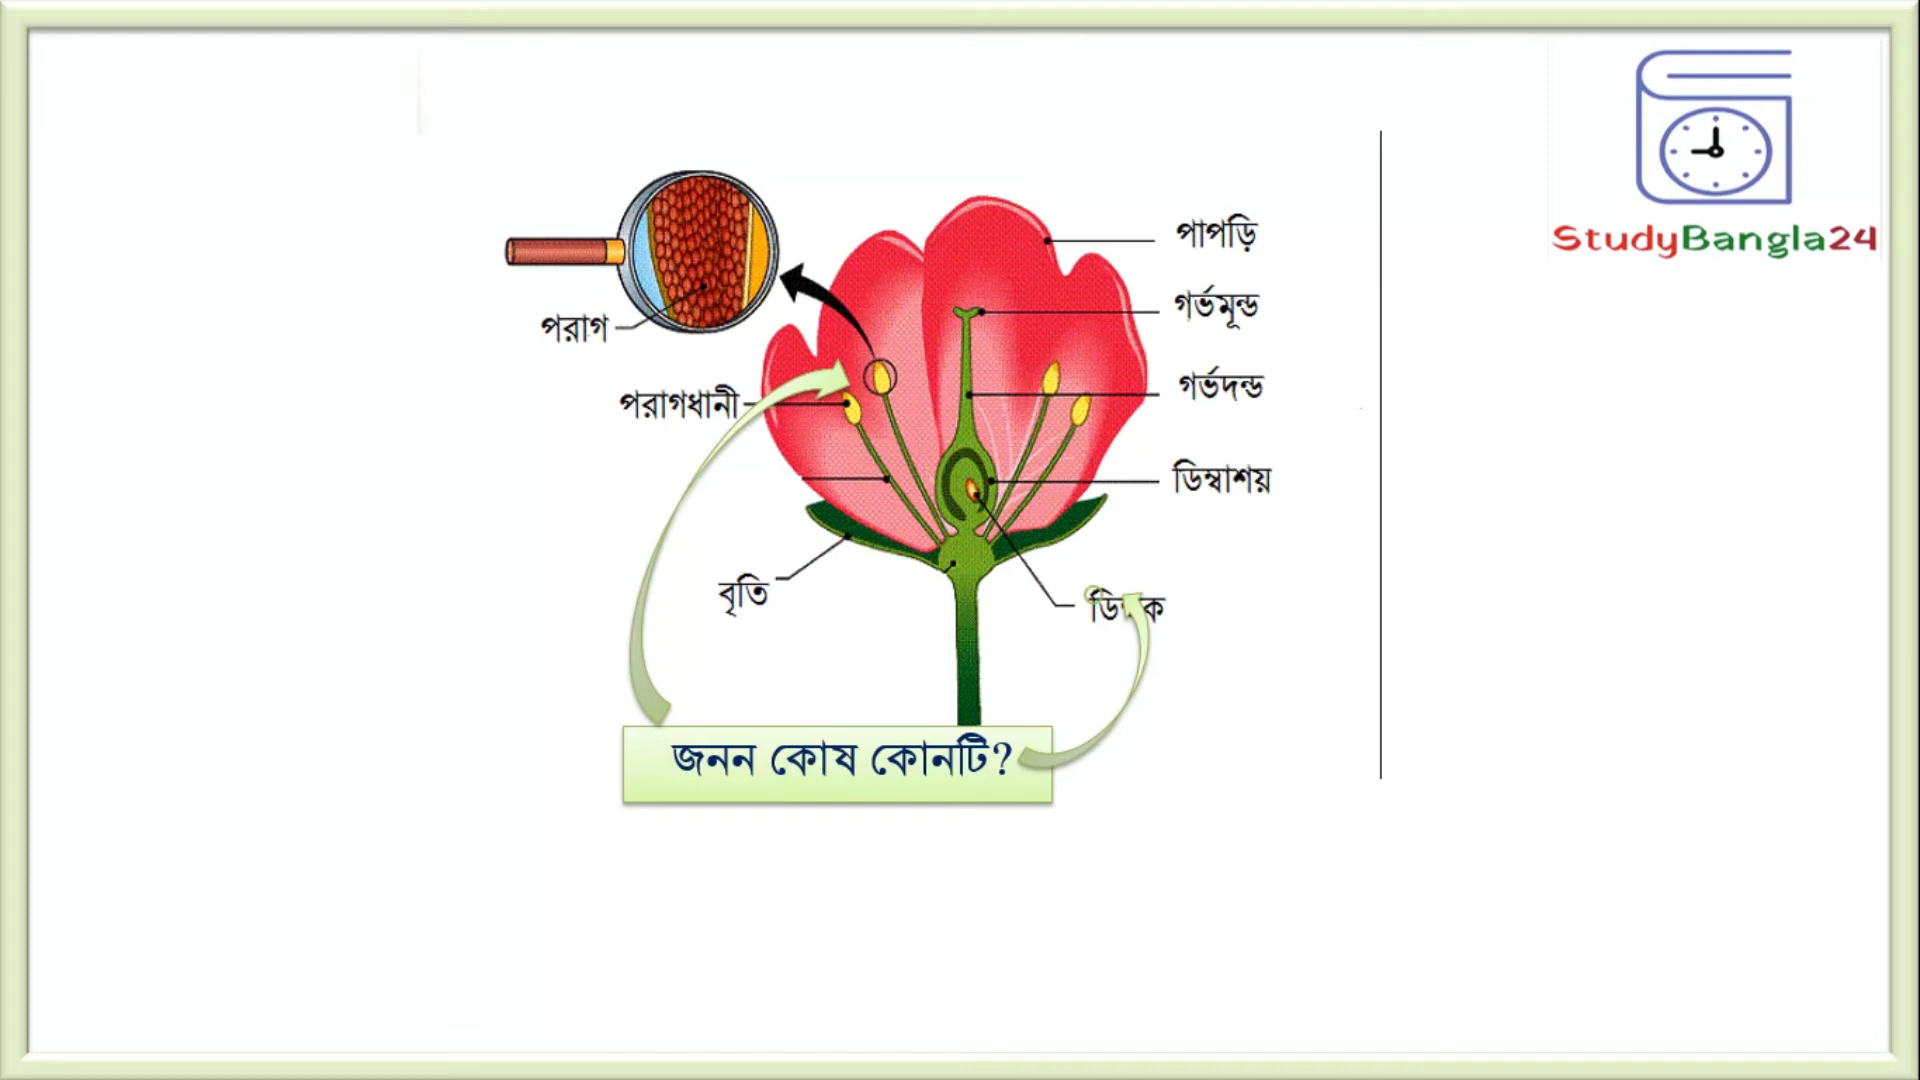 StudyBangla24
পাপড়ি
গর্ভমূন্ড
পরাগ
গর্ভদন্ড
পরাগধানী
ডিম্বাশয়
বৃতি
জনন কোষ কোনটি?